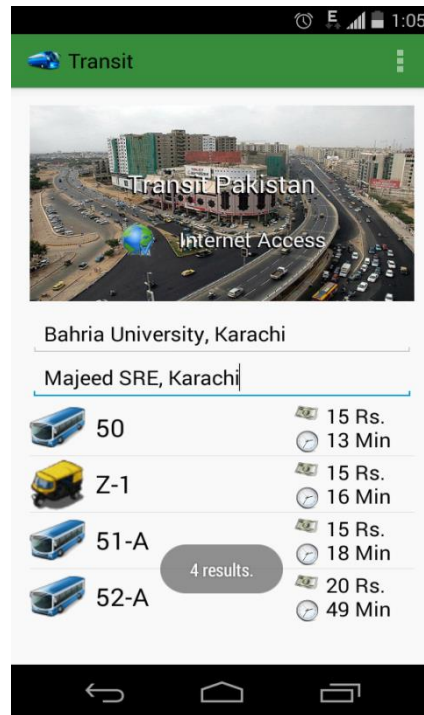 E 1:05
Transit
Transit Pakistan
Internet Access
Bahria University, Karachi
Majeed SRE, Karachi
50
15 Rs.
13 Min
Z-1
15 Rs.
16 Min
51-A
15 Rs.
18 Min
4 results.
52-A
20 Rs.
49 Min